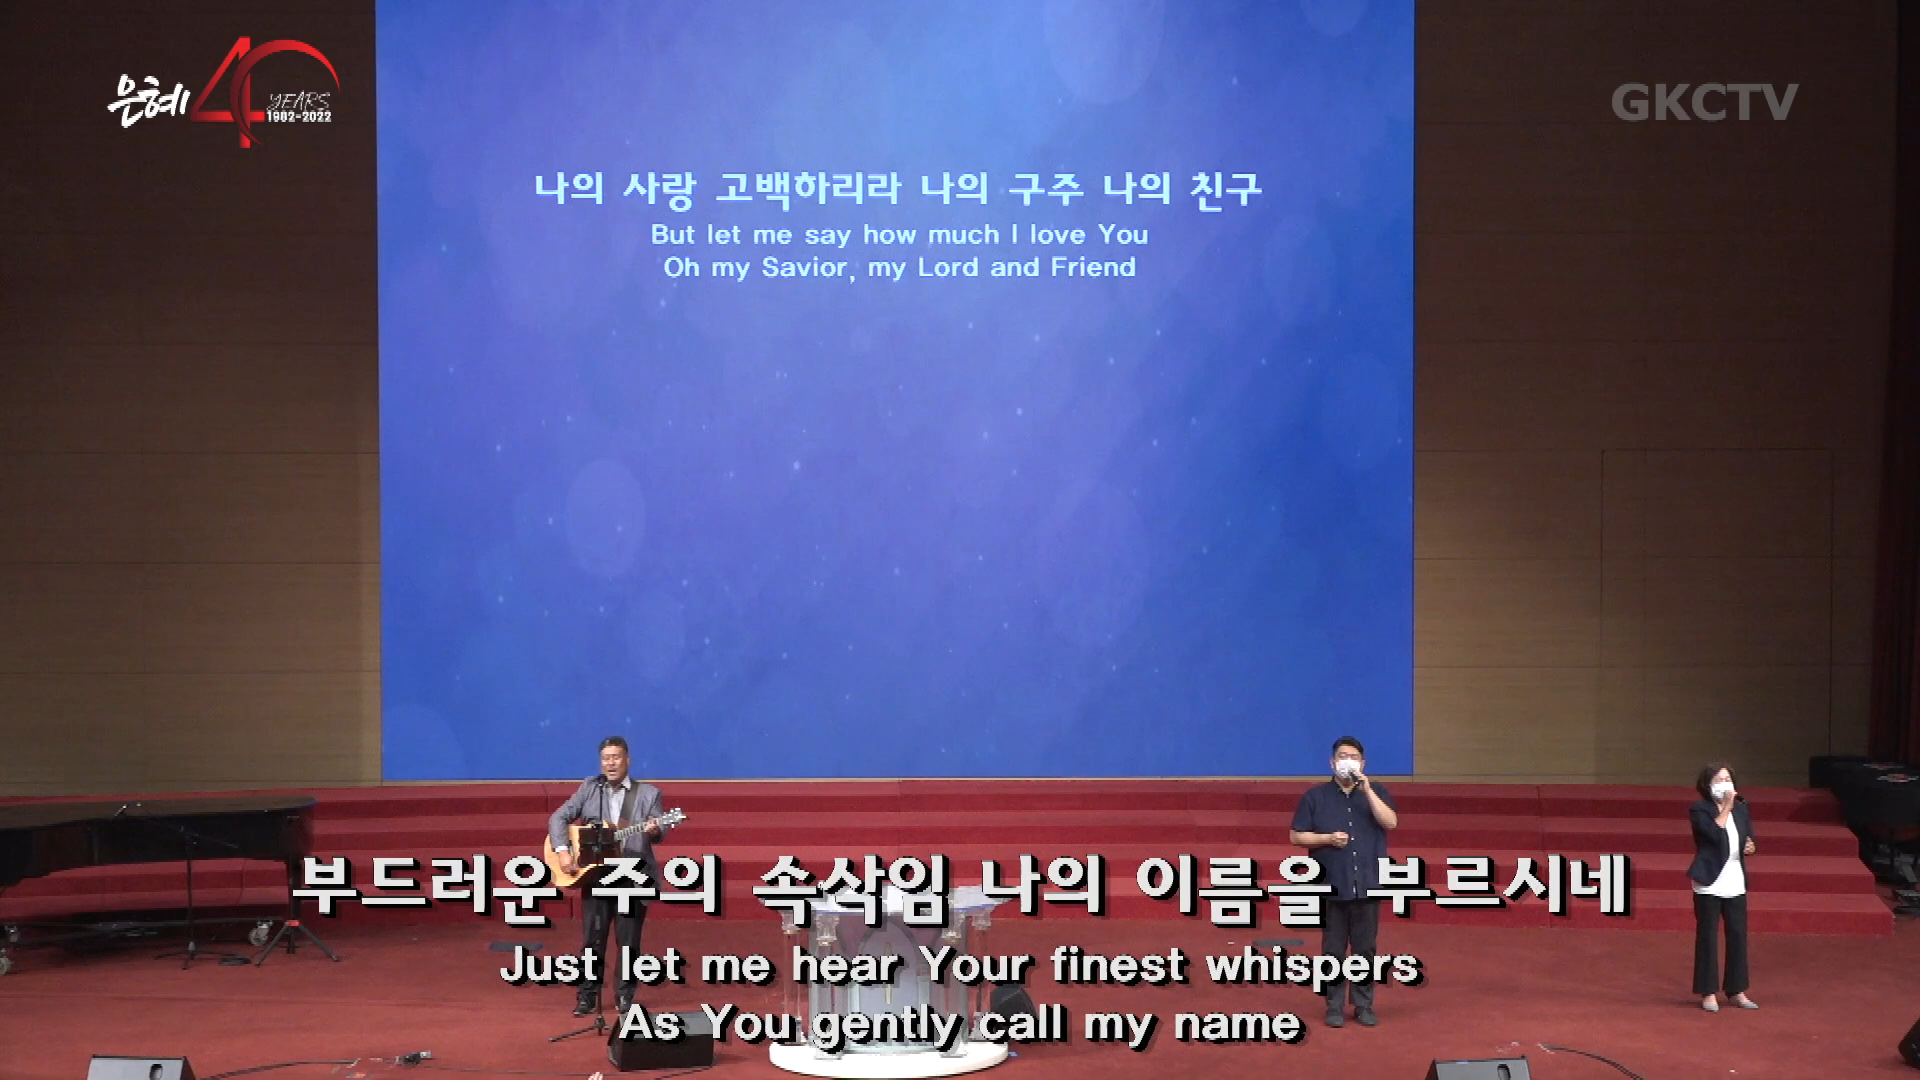 은혜 40 YEARS
1982-2022
GKCTV
나의 사랑 고백하리라 나의 구주 나의 친구
But let me say how much I love You
Oh my Savior, my Lord and Friend
부드러운 주의 속삭임 나의 이름을 부르시네
Just let me hear Your finest whispers
As You gently call my name